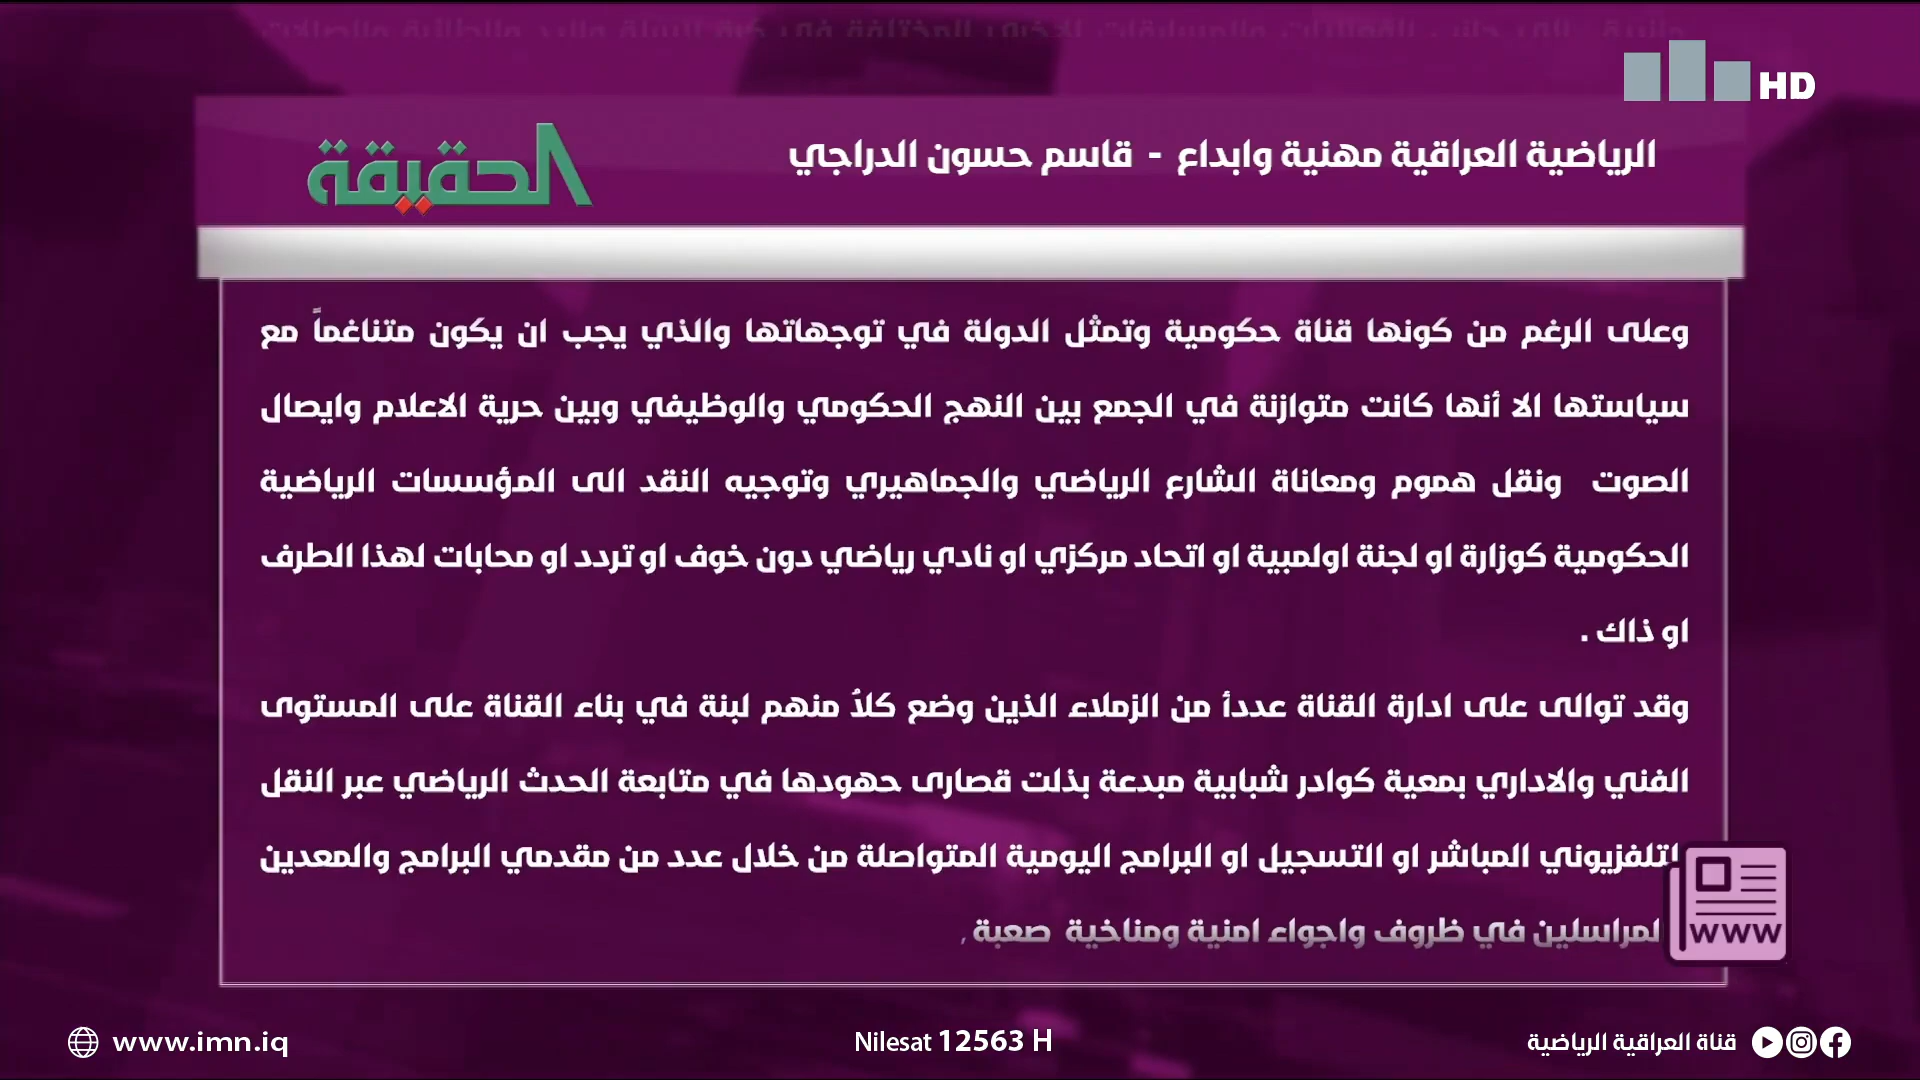 HD
الرياضية العراقية مهنية وابداع - قاسم حسون الدراجي
الحقيقة
وعلى الرغم من كونها قناة حكومية وتمثل الدولة في توجهاتها والذي يجب ان يكون متناغماً مع
سياستها الا أنها كانت متوازنة في الجمع بين النهج الحكومي والوظيفي وبين حرية الاعلام وايصال
الصوت ونقل هموم ومعاناة الشارع الرياضي والجماهيري وتوجيه النقد الى المؤسسات الرياضية
الحكومية كوزارة او لجنة اولمبية او اتحاد مركزي او نادي رياضي دون خوف او تردد او محابات لهذا الطرف
او ذاك .
وقد توالى على ادارة القناة عددأ من الزملاء الذين وضع كلاُ منهم لبنة في بناء القناة على المستوى
الفني والاداري بمعية كوادر شبابية مبدعة بذلت قصارى حهودها في متابعة الحدث الرياضي عبر النقل
التلفزيوني المباشر او التسجيل او البرامج اليومية المتواصلة من خلال عدد من مقدمي البرامج والمعدين
المراسلين في ظروف واجواء امنية ومناخية صعبة ,
www
www.imn.iq
Nilesat 12563 H
قناة العراقية الرياضية